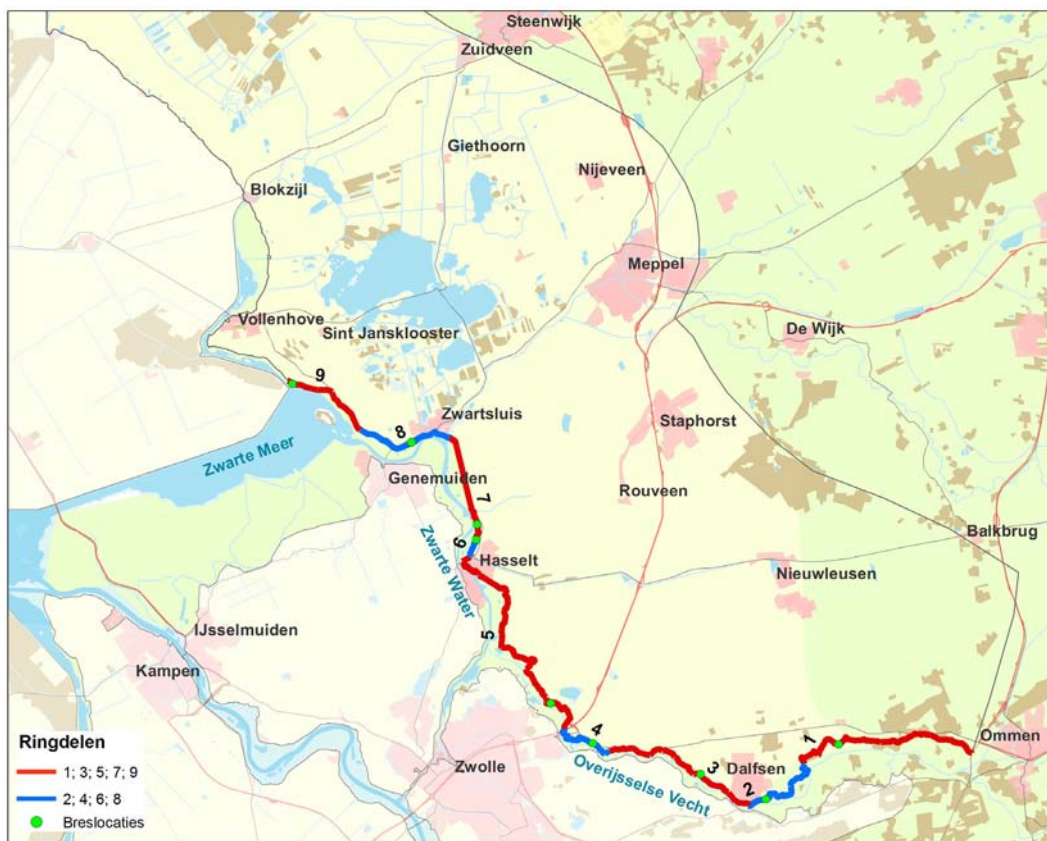 Steenwijk
Zuidveen
Giethoorn
Nijeveen
Blokzijl
Meppel
Vollenhove
Sint Jansklooster
De Wijk
9
Zwartsluis
8
Staphorst
Zwarte Meer
Genemuiden
7
Rouveen
6
Hasselt
Balkbrug
Zwarte Water
Nieuwleusen
IJsselmuiden
5
Kampen
4
1
Ommen
Ringdelen
1; 3; 5; 7; 9
2; 4; 6; 8
Breslocaties
Zwolle
Overijsselse Vecht
3
Dalfsen
2